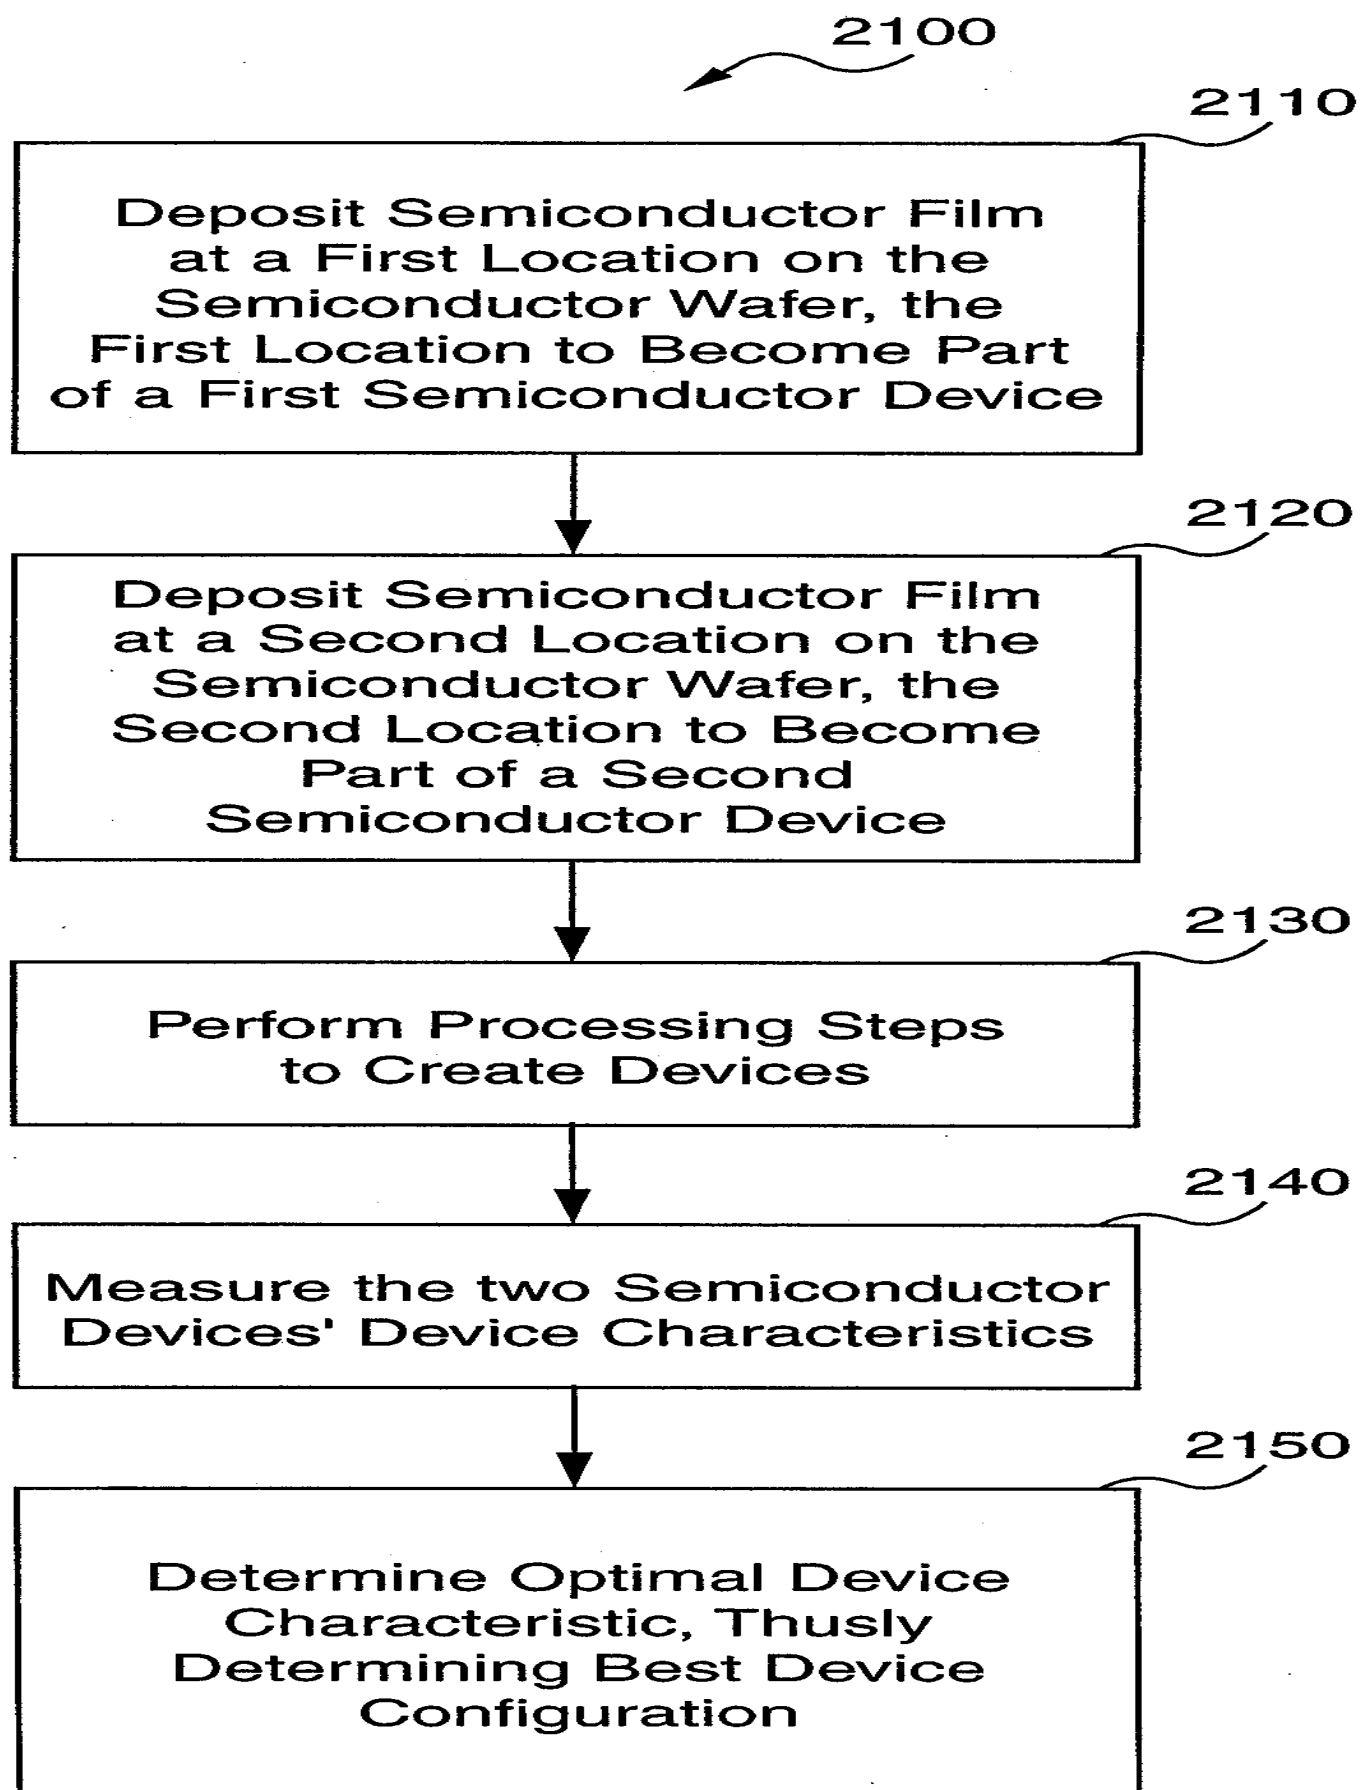 2100
2110
Deposit Semiconductor Film
at a First Location on the
Semiconductor Wafer, the
First Location to Become Part
of a First Semiconductor Device
2120
Deposit Semiconductor Film
at a Second Location on the
Semiconductor Wafer, the
Second Location to Become
Part of a Second
Semiconductor Device
2130
Perform Processing Steps
to Create Devices
2140
Measure the two Semiconductor
Devices' Device Characteristics
2150
Determine Optimal Device
Characteristic, Thusly
Determining Best Device
Configuration